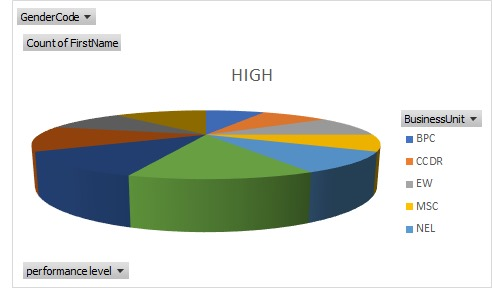 GenderCode
Count of FirstName
HIGH
BusinessUnit
BPC
CCDR
EW
MSC
NEL
performance level